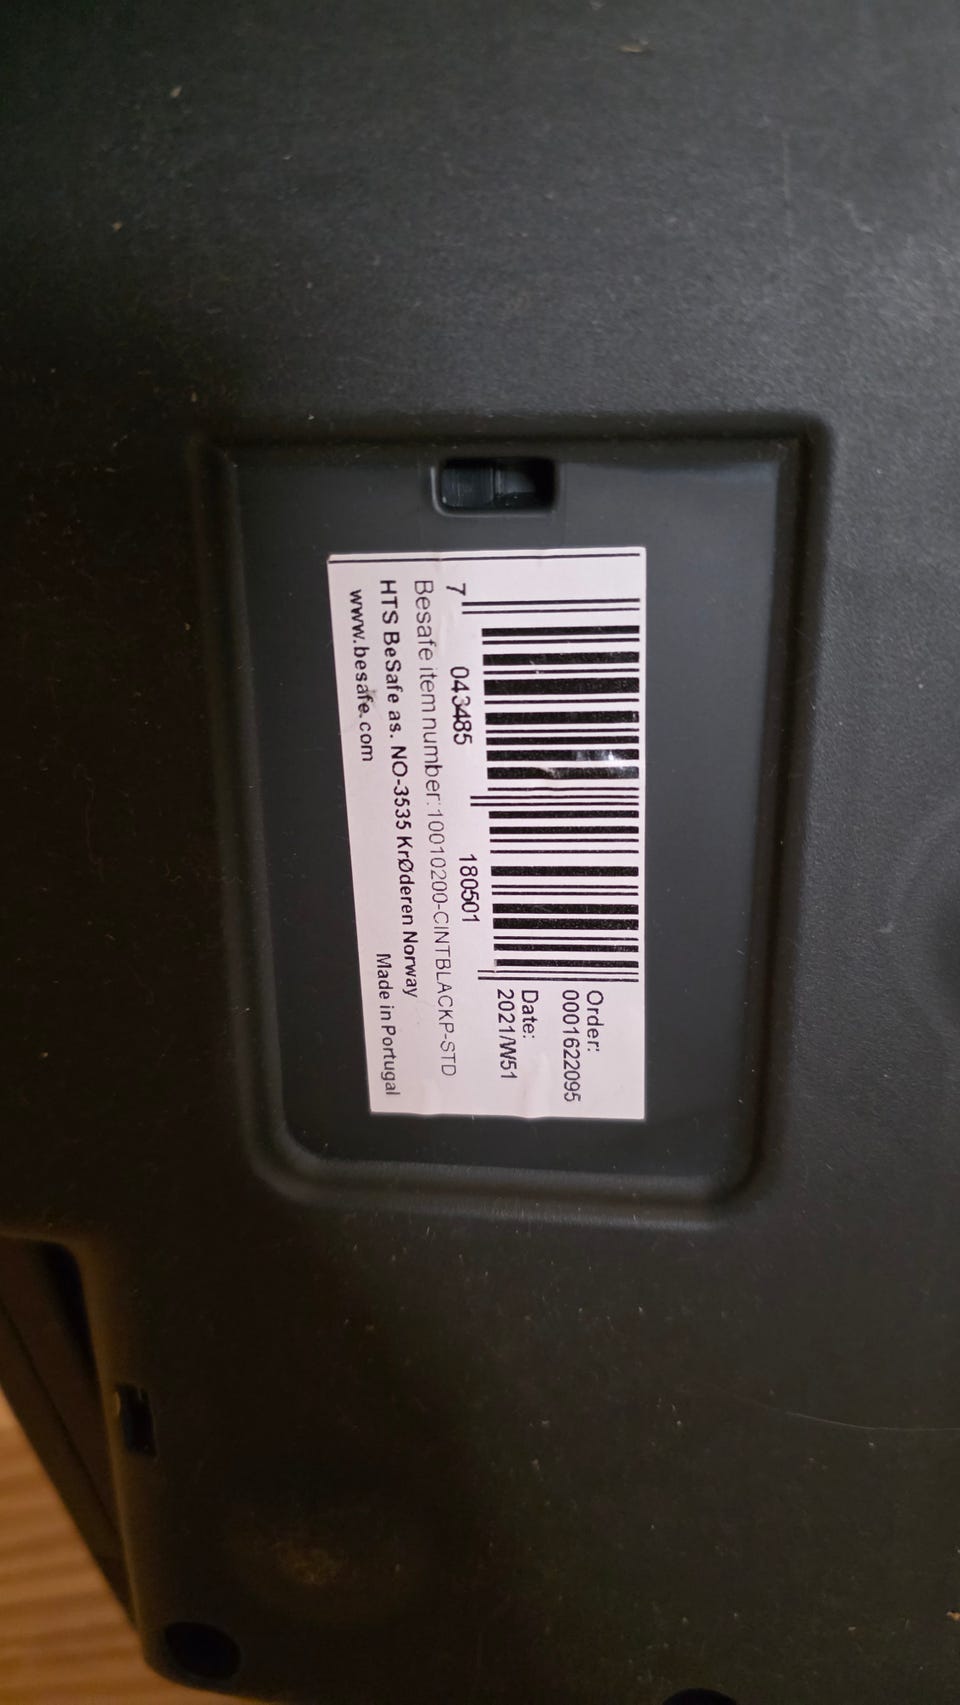 Order:
0001622095
Date:
2021/W51
7 043485 180501
Besafe item number: 10010200-CINTBLACKP-STD
HTS BeSafe as. NO-3535 KrØderen Norway
www.besafe.com Made in Portugal